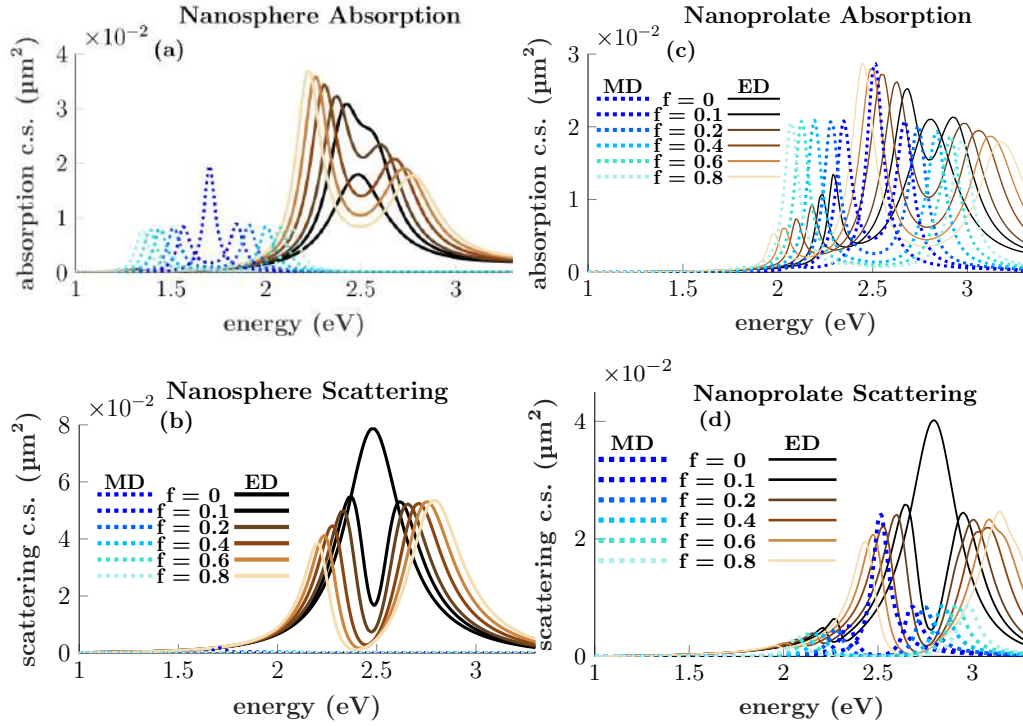 Nanosphere Absorption
×10⁻²
(a)
absorption c.s. (µm²)
4
3
2
1
0
1
1.5
2
2.5
3
energy (eV)
Nanoprolate Absorption
×10⁻²
(c)
absorption c.s. (µm²)
3
2
1
0
MD ED
f = 0
f = 0.1
f = 0.2
f = 0.4
f = 0.6
f = 0.8
1
1.5
2
2.5
3
energy (eV)
Nanosphere Scattering
×10⁻²
(b)
scattering c.s. (µm²)
8
6
4
2
0
MD ED
f = 0
f = 0.1
f = 0.2
f = 0.4
f = 0.6
f = 0.8
1
1.5
2
2.5
3
energy (eV)
Nanoprolate Scattering
×10⁻²
(d)
scattering c.s. (µm²)
4
2
0
MD ED
f = 0
f = 0.1
f = 0.2
f = 0.4
f = 0.6
f = 0.8
1
1.5
2
2.5
3
energy (eV)